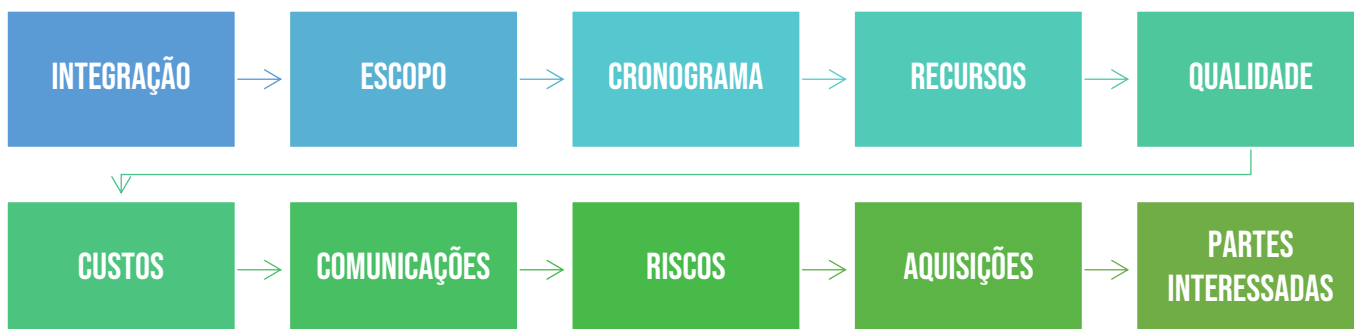 INTEGRAÇÃO
ESCOPO
CRONOGRAMA
RECURSOS
QUALIDADE
CUSTOS
COMUNICAÇÕES
RISCOS
AQUISIÇÕES
PARTES
INTERESSADAS